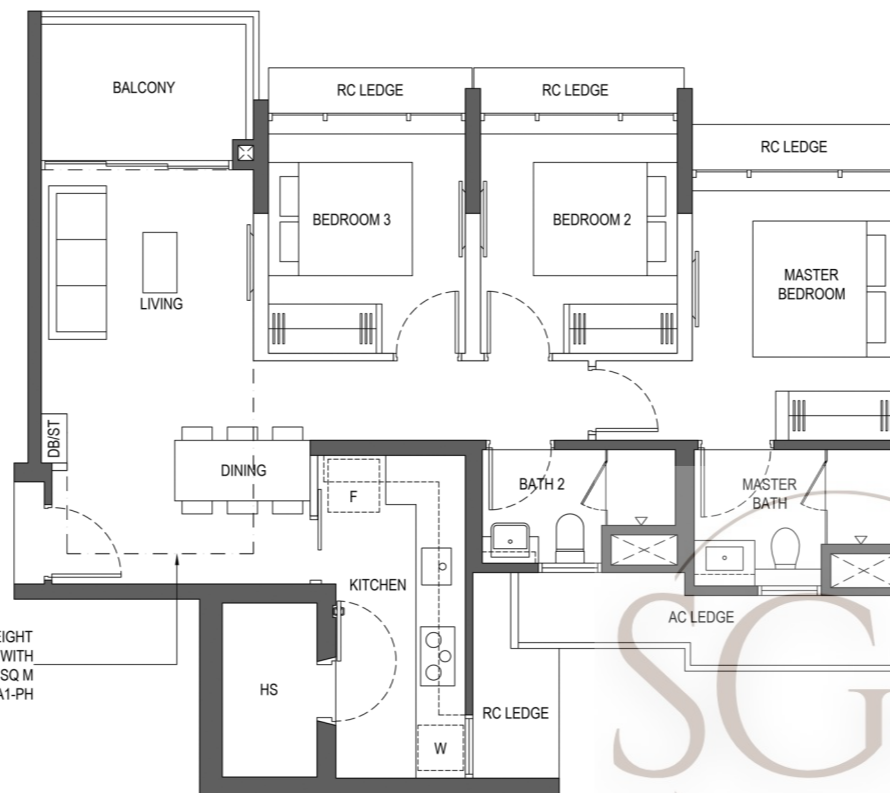 BALCONY
RC LEDGE
RC LEDGE
RC LEDGE
BEDROOM 3
BEDROOM 2
MASTER
BEDROOM
LIVING
DB/ST
DINING
F
BATH 2
MASTER
BATH
KITCHEN
AC LEDGE
EIGHT
WITH
SQ M
A1-PH
HS
RC LEDGE
W
SG